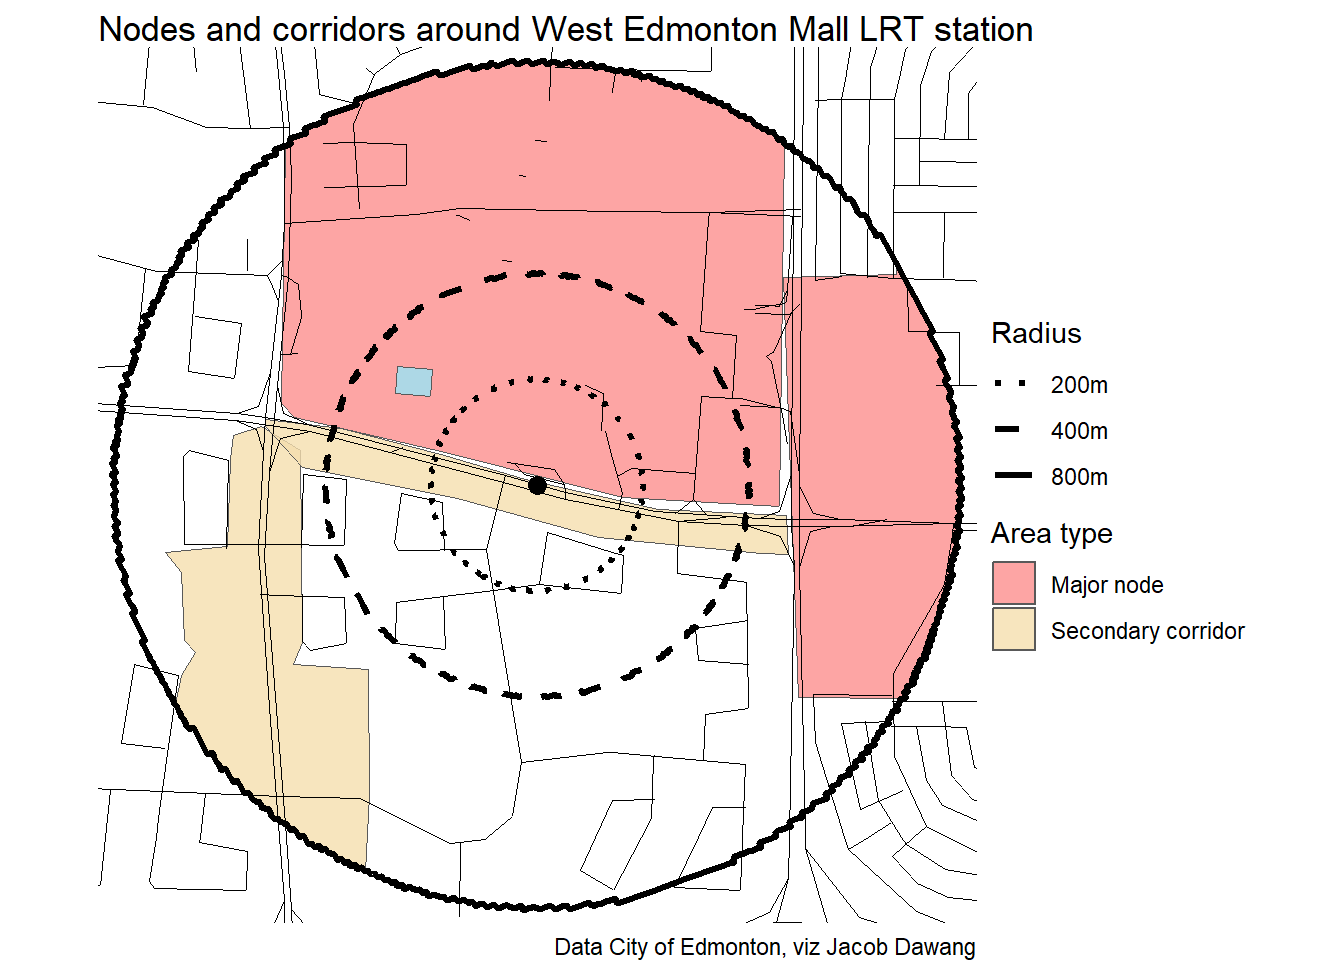 Nodes and corridors around West Edmonton Mall LRT station
Radius
200m
400m
800m
Area type
Major node
Secondary corridor
Data City of Edmonton, viz Jacob Dawang